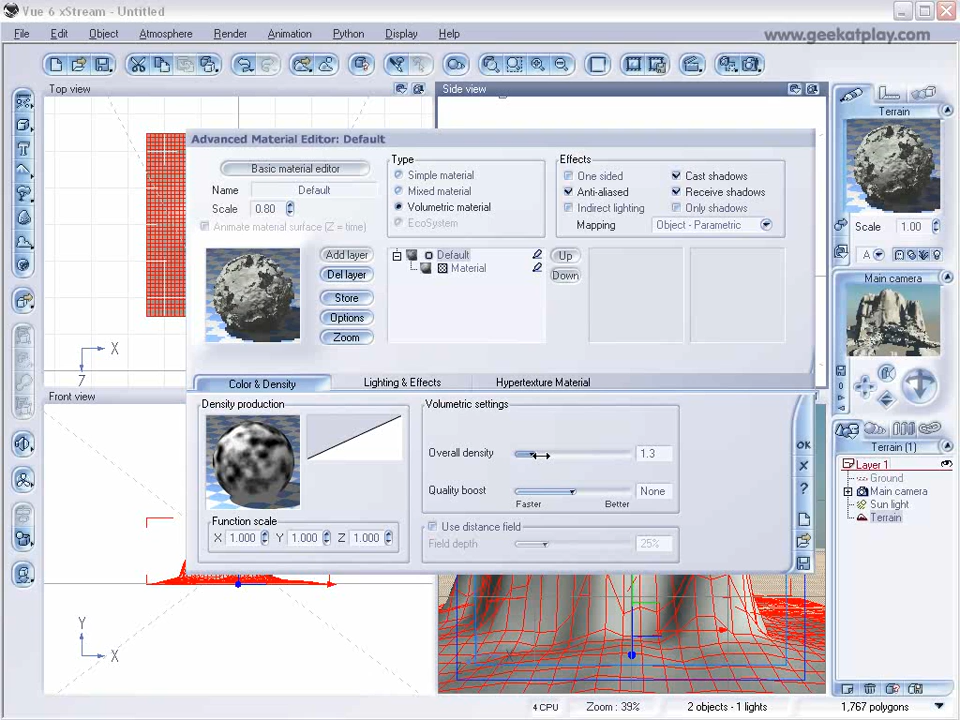 Vue 6 xStream - Untitled
File Edit Object Atmosphere Render Animation Python Display Help
www.geekatplay.com
Top view
Side view
Advanced Material Editor: Default
Basic material editor
Name Default
Scale 0.80
Animate material surface (Z = time)
Type
Simple material
Mixed material
Volumetric material
EcoSystem
Effects
One sided
Cast shadows
Anti-aliased
Receive shadows
Indirect lighting
Only shadows
Mapping Object - Parametric
Add layer
Del layer
Store
Options
Zoom
Default
Material
Up
Down
Color & Density
Lighting & Effects
Hypertexture Material
Density production
Function scale
X 1.000 Y 1.000 Z 1.000
Volumetric settings
Overall density 1.3
Quality boost None
Faster Better
Use distance field
Field depth 25%
OK
X
?
X
Z
Front view
Y
X
X
Terrain
Scale 1.00
A
Main camera
0
Terrain (1)
Layer 1
Ground
Main camera
Sun light
Terrain
4 CPU
Zoom : 39%
2 objects - 1 lights
1,767 polygons